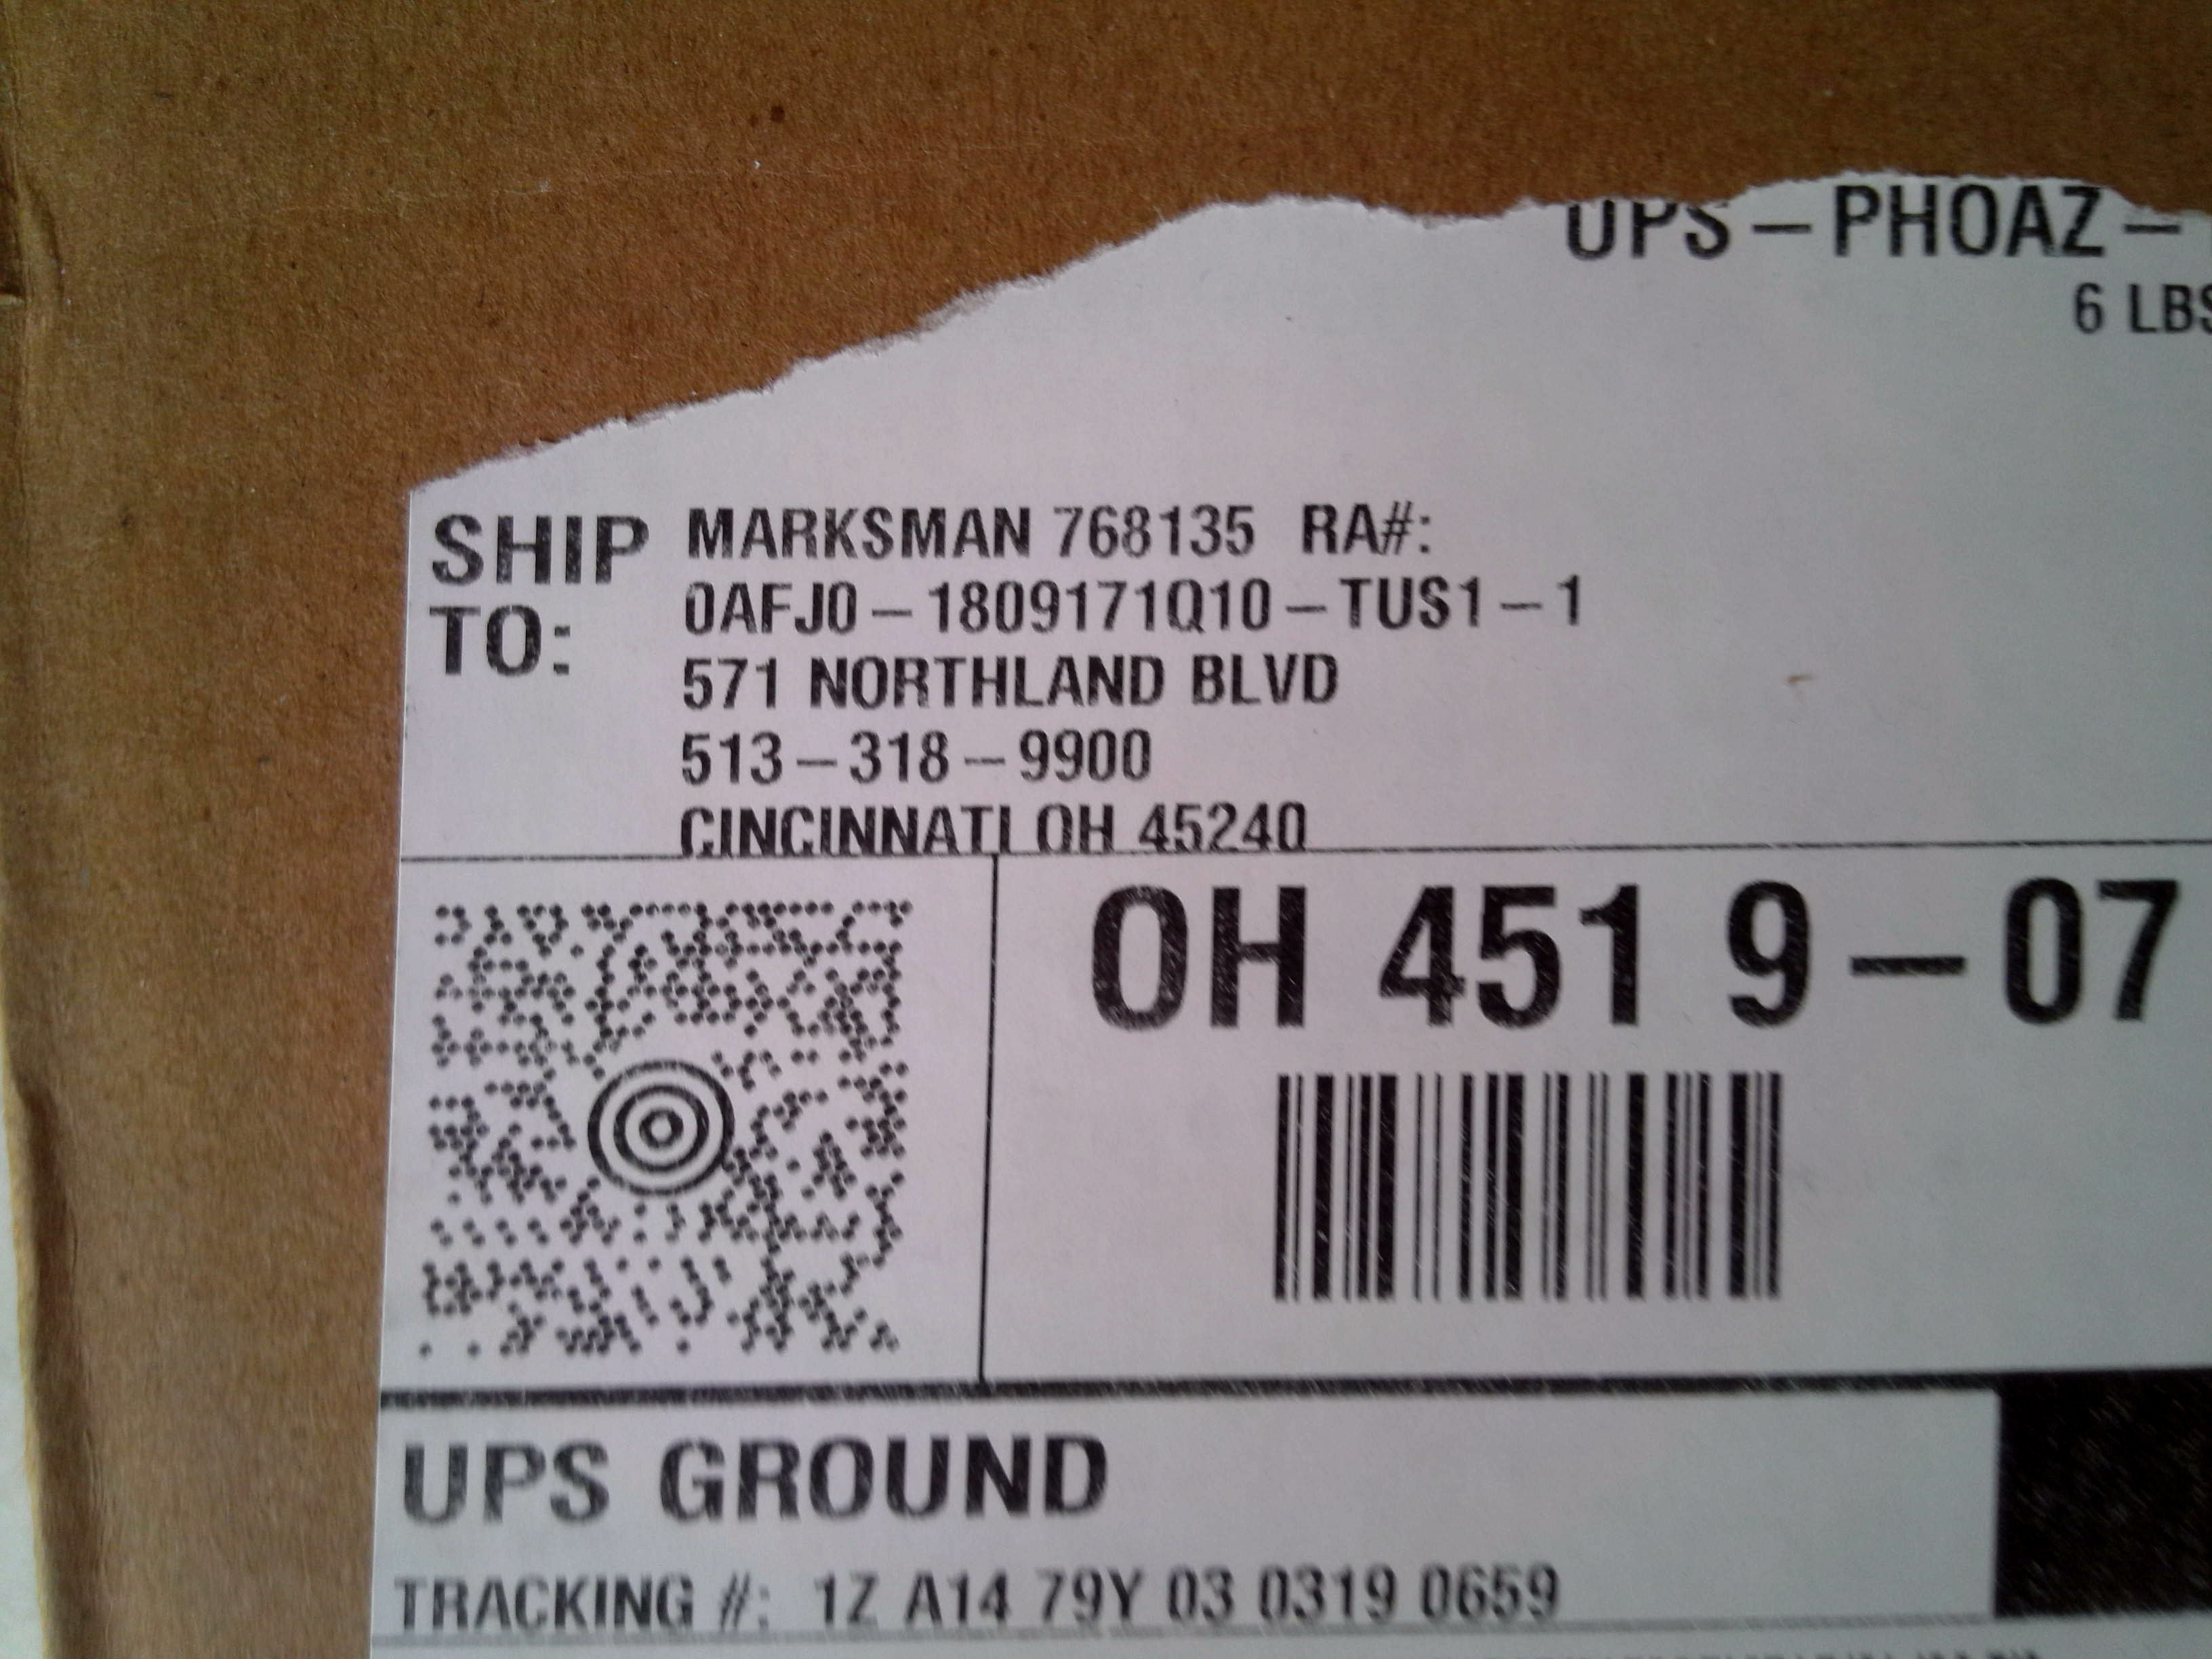 UPS – PHOAZ –
6 LBS
SHIP TO:
MARKSMAN 768135 RA#:
0AFJ0 – 1809171Q10 – TUS1 – 1
571 NORTHLAND BLVD
513 – 318 – 9900
CINCINNATI OH 45240
OH 451 9 – 07
UPS GROUND
TRACKING #: 1Z A14 79Y 03 0319 0659